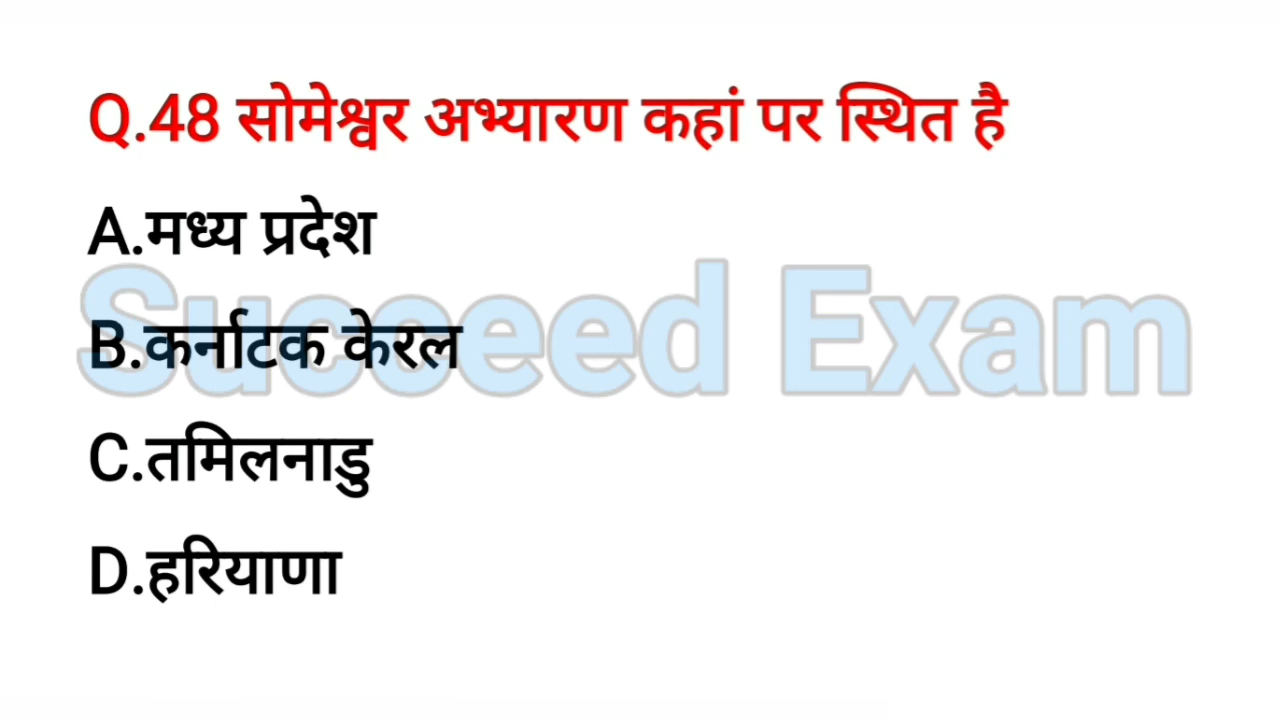 Q.48 सोमेश्वर अभ्यारण कहां पर स्थित है
A.मध्य प्रदेश
Succeed Exam
B.कर्नाटक केरल
C.तमिलनाडु
D.हरियाणा